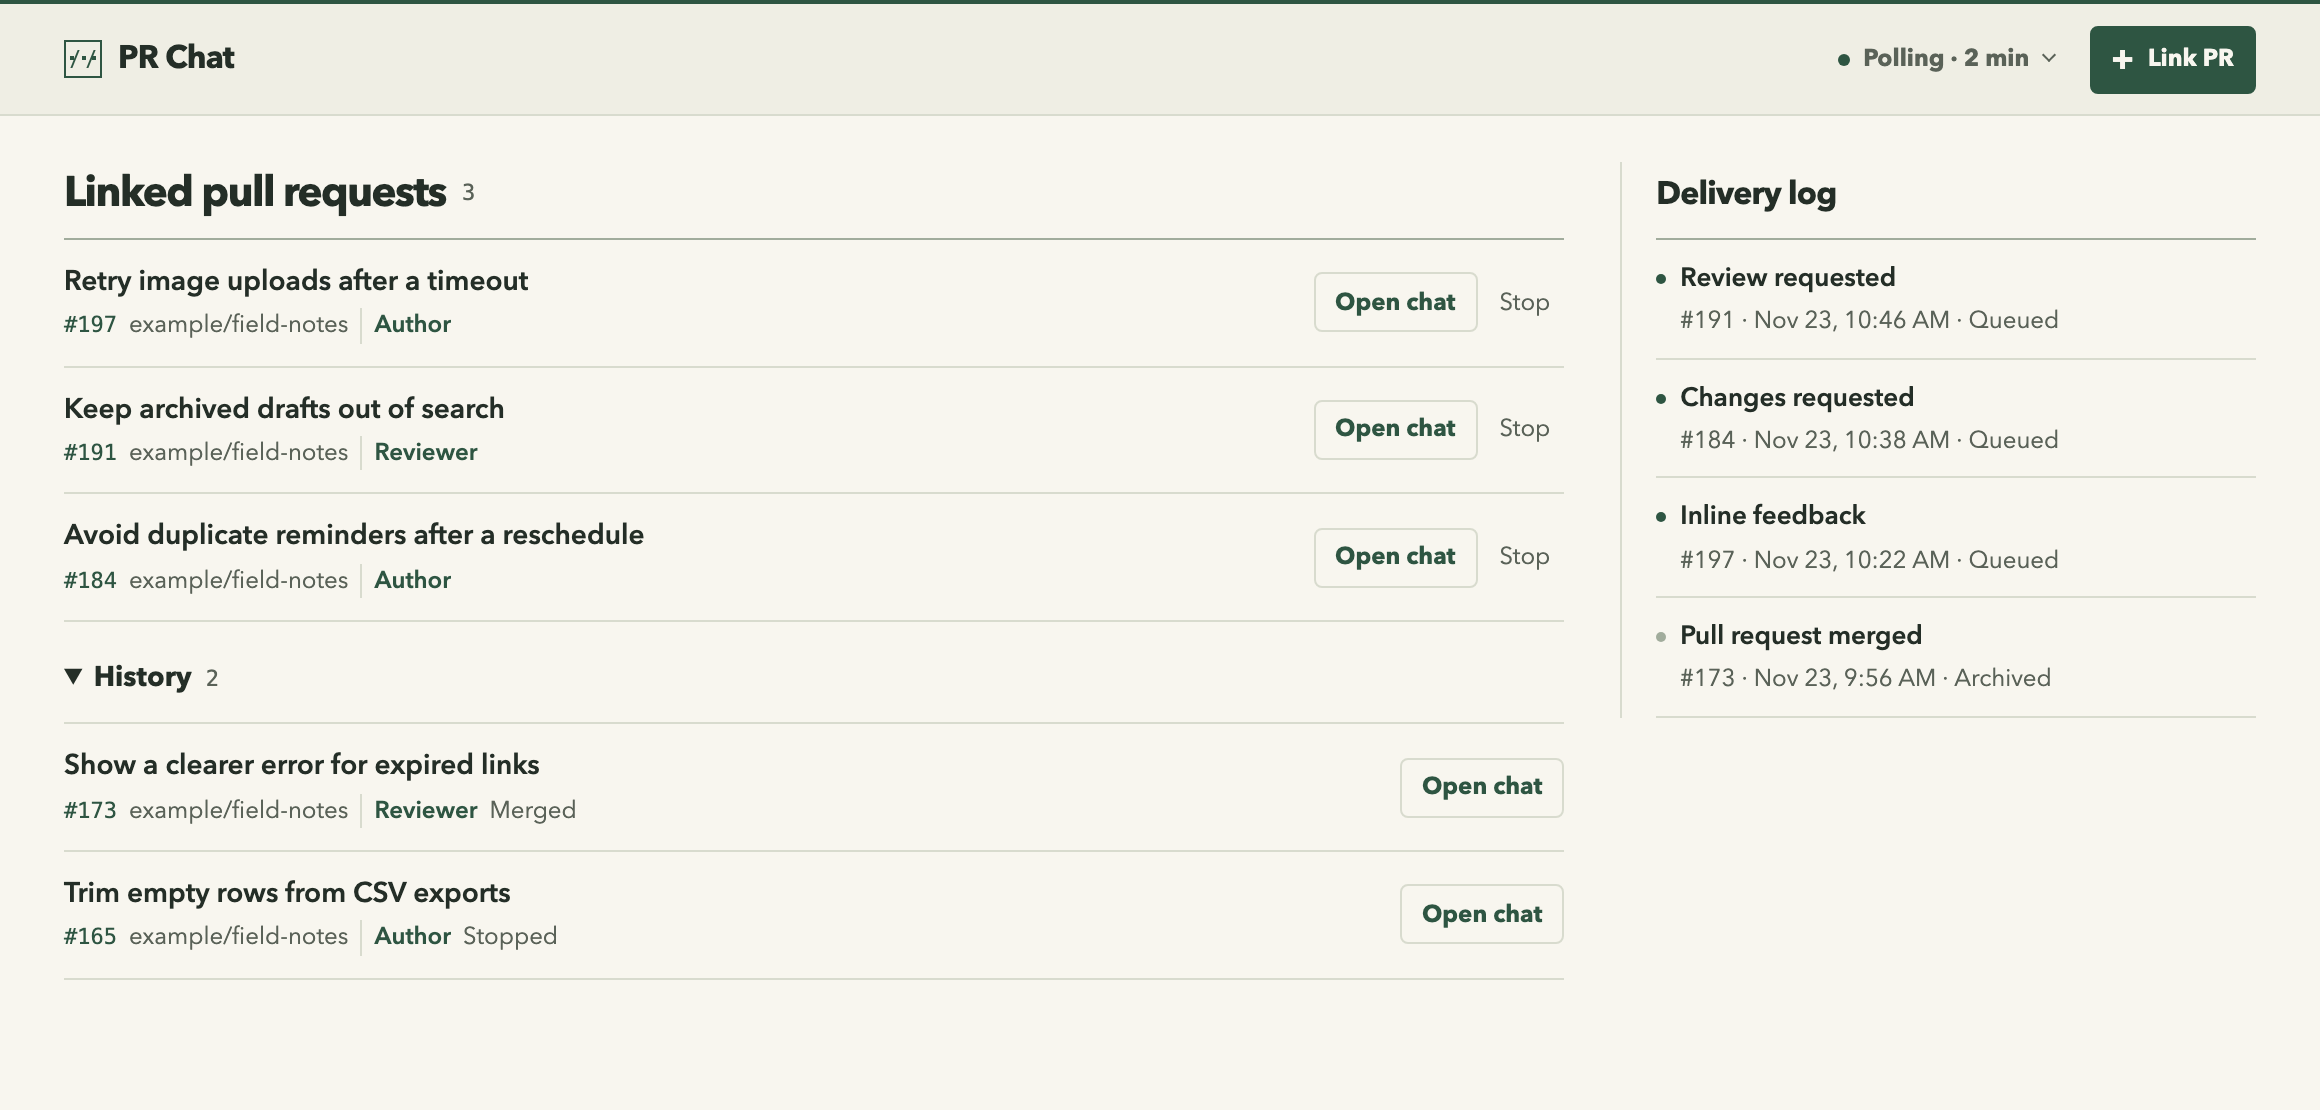 PR Chat
Polling · 2 min
+ Link PR
Linked pull requests 3
Retry image uploads after a timeout
#197 example/field-notes Author
Open chat
Stop
Keep archived drafts out of search
#191 example/field-notes Reviewer
Open chat
Stop
Avoid duplicate reminders after a reschedule
#184 example/field-notes Author
Open chat
Stop
History 2
Show a clearer error for expired links
#173 example/field-notes Reviewer Merged
Open chat
Trim empty rows from CSV exports
#165 example/field-notes Author Stopped
Open chat
Delivery log
Review requested
#191 · Nov 23, 10:46 AM · Queued
Changes requested
#184 · Nov 23, 10:38 AM · Queued
Inline feedback
#197 · Nov 23, 10:22 AM · Queued
Pull request merged
#173 · Nov 23, 9:56 AM · Archived